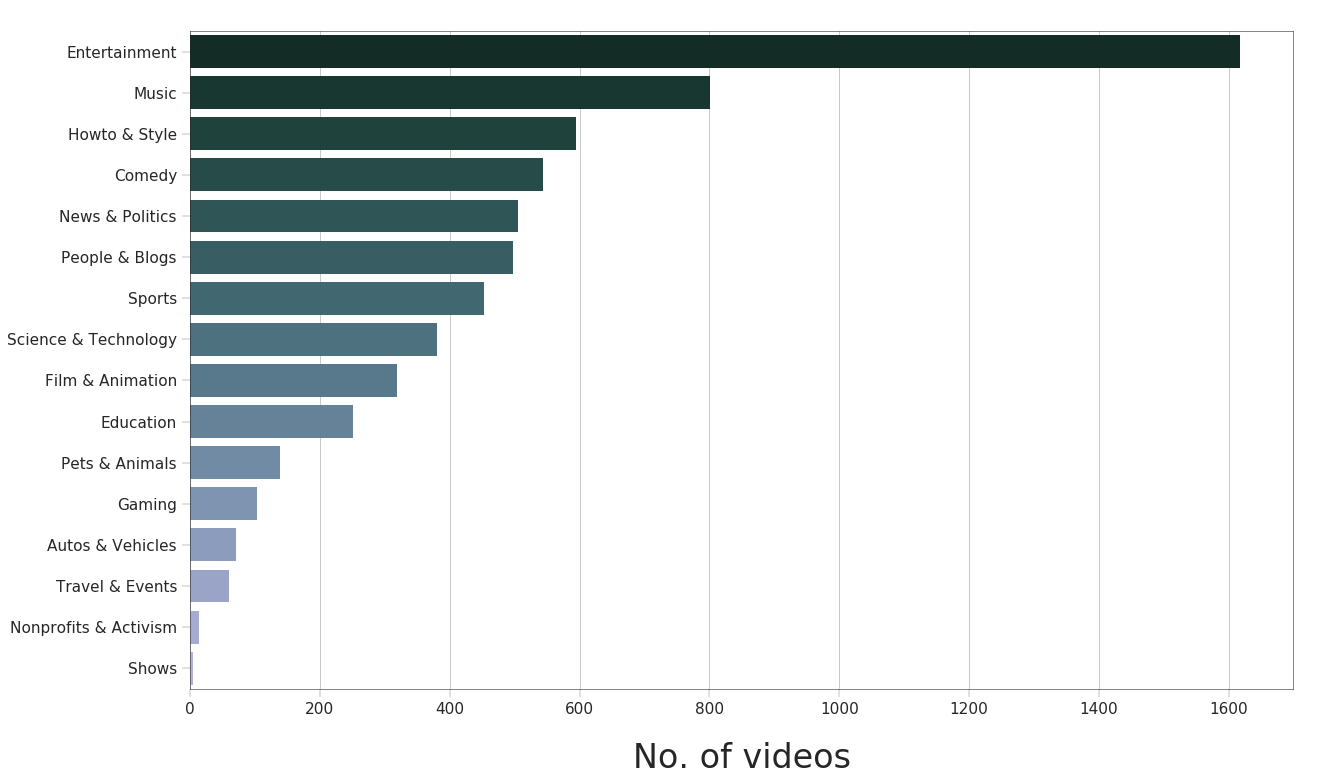 Entertainment
Music
Howto & Style
Comedy
News & Politics
People & Blogs
Sports
Science & Technology
Film & Animation
Education
Pets & Animals
Gaming
Autos & Vehicles
Travel & Events
Nonprofits & Activism
Shows
0 200 400 600 800 1000 1200 1400 1600
No. of videos